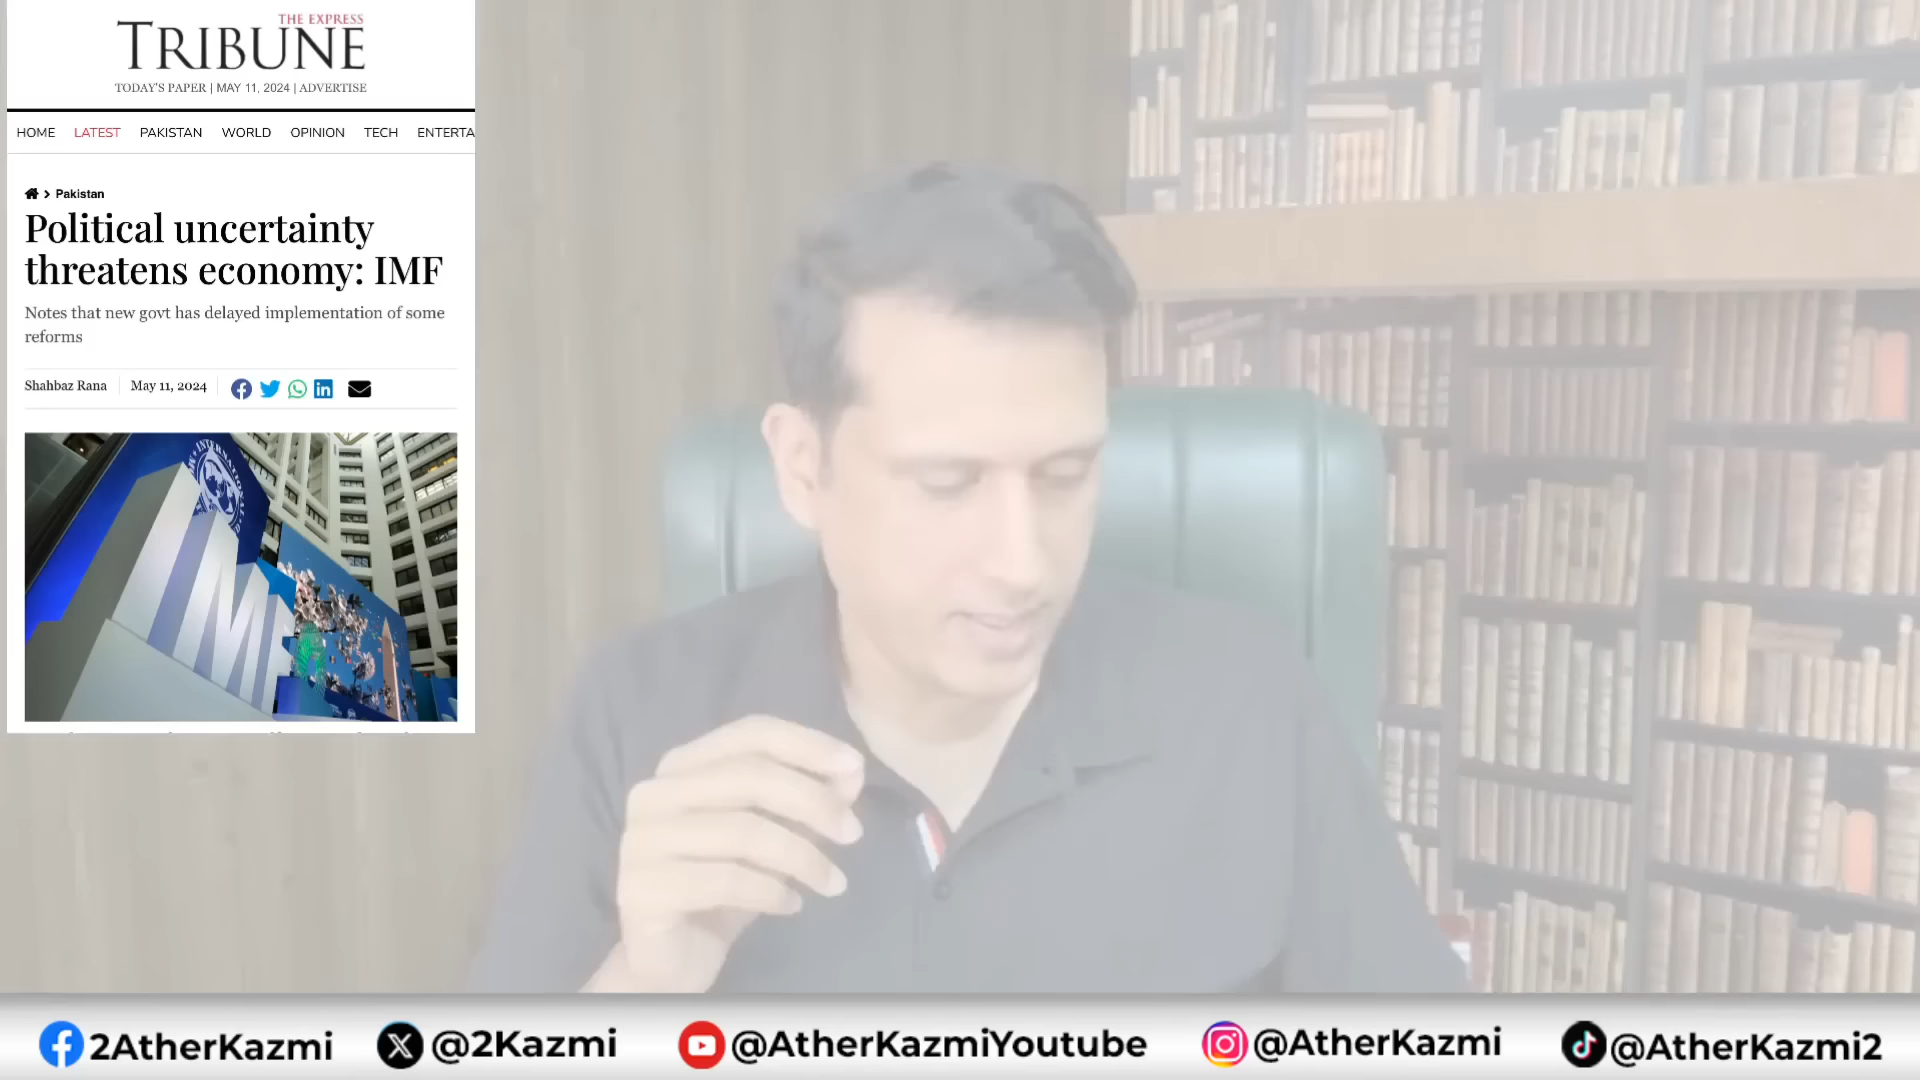 THE EXPRESS
TRIBUNE
TODAY'S PAPER | MAY 11, 2024 | ADVERTISE
HOME LATEST PAKISTAN WORLD OPINION TECH ENTERTA
Pakistan
Political uncertainty
threatens economy: IMF
Notes that new govt has delayed implementation of some
reforms
Shahbaz Rana May 11, 2024
INTERNATIONAL
IMF
2AtherKazmi @2Kazmi @AtherKazmiYoutube @AtherKazmi @AtherKazmi2